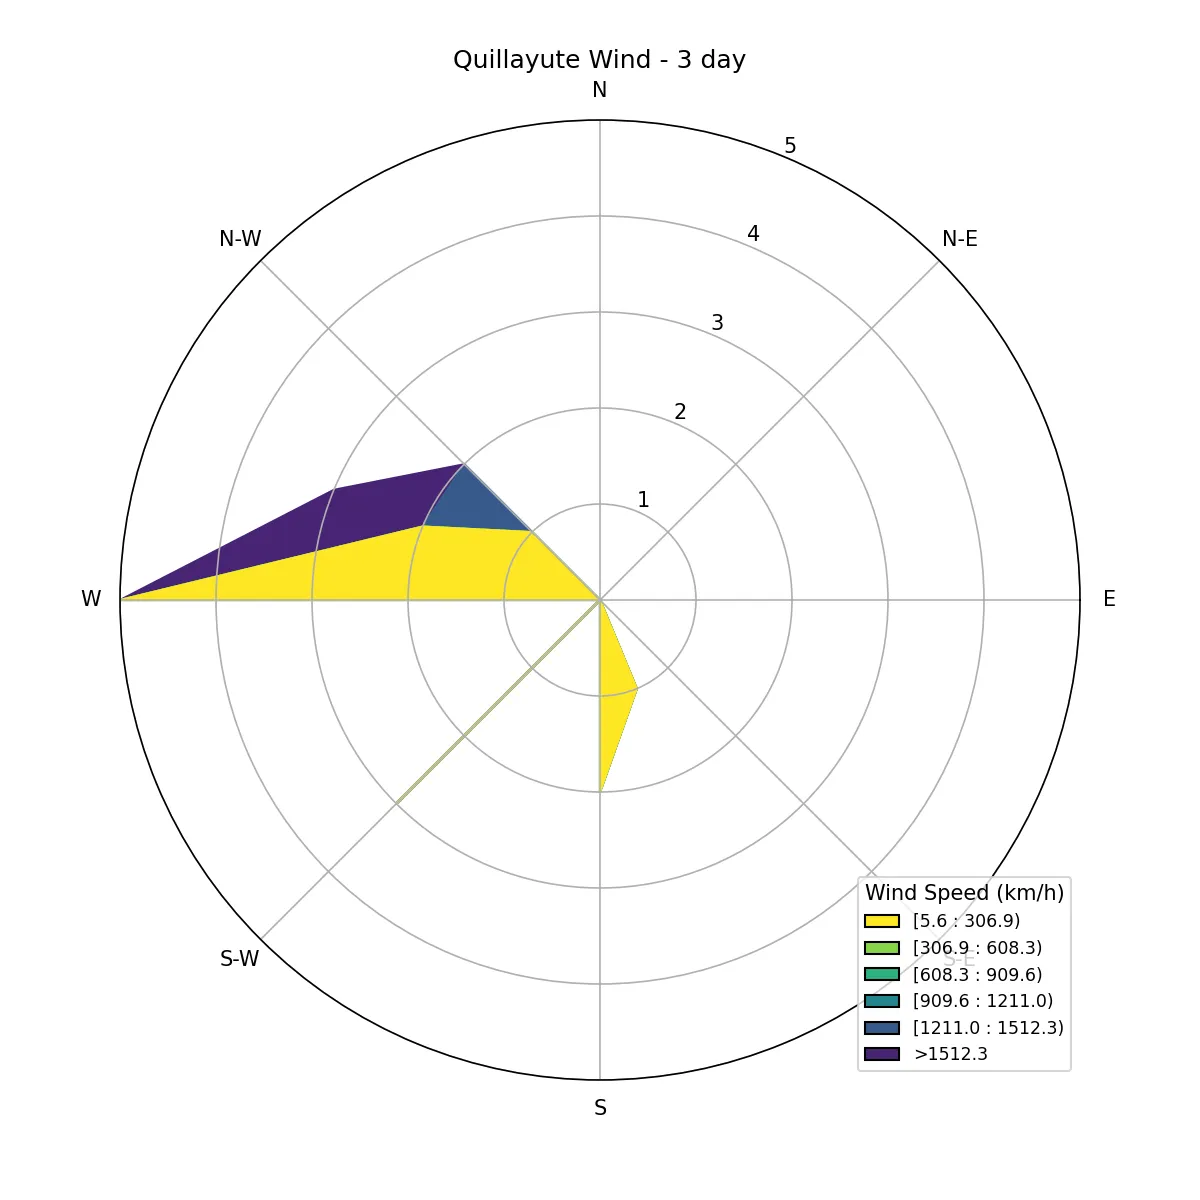 Quillayute Wind - 3 day
N
5
N-W
4
N-E
3
2
1
W
E
S-W
S-E
S
Wind Speed (km/h)
[5.6 : 306.9)
[306.9 : 608.3)
[608.3 : 909.6)
[909.6 : 1211.0)
[1211.0 : 1512.3)
>1512.3